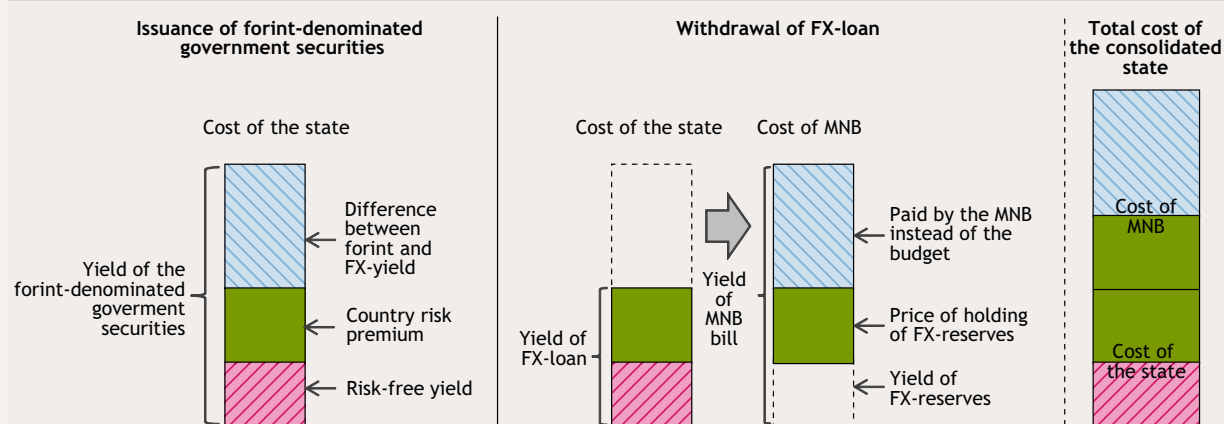 Issuance of forint-denominated
government securities
Cost of the state
Yield of the
forint-denominated
goverment
securities
Difference
between
forint and
FX-yield
Country risk
premium
Risk-free yield
Withdrawal of FX-loan
Cost of the state
Cost of MNB
Yield of
FX-loan
Yield
of
MNB
bill
Paid by the MNB
instead of the
budget
Price of holding
of FX-reserves
Yield of
FX-reserves
Total cost of
the consolidated
state
Cost of
MNB
Cost of
the state